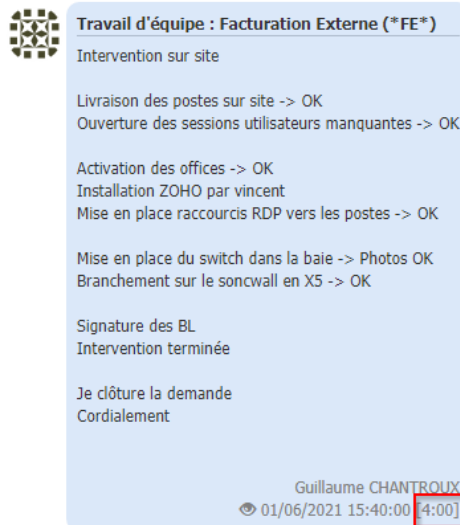 Travail d'équipe : Facturation Externe (*FE*)
Intervention sur site
Livraison des postes sur site -> OK
Ouverture des sessions utilisateurs manquantes -> OK
Activation des offices -> OK
Installation ZOHO par vincent
Mise en place raccourcis RDP vers les postes -> OK
Mise en place du switch dans la baie -> Photos OK
Branchement sur le soncwall en X5 -> OK
Signature des BL
Intervention terminée
Je clôture la demande
Cordialement
Guillaume CHANTROUX
01/06/2021 15:40:00 [4:00]